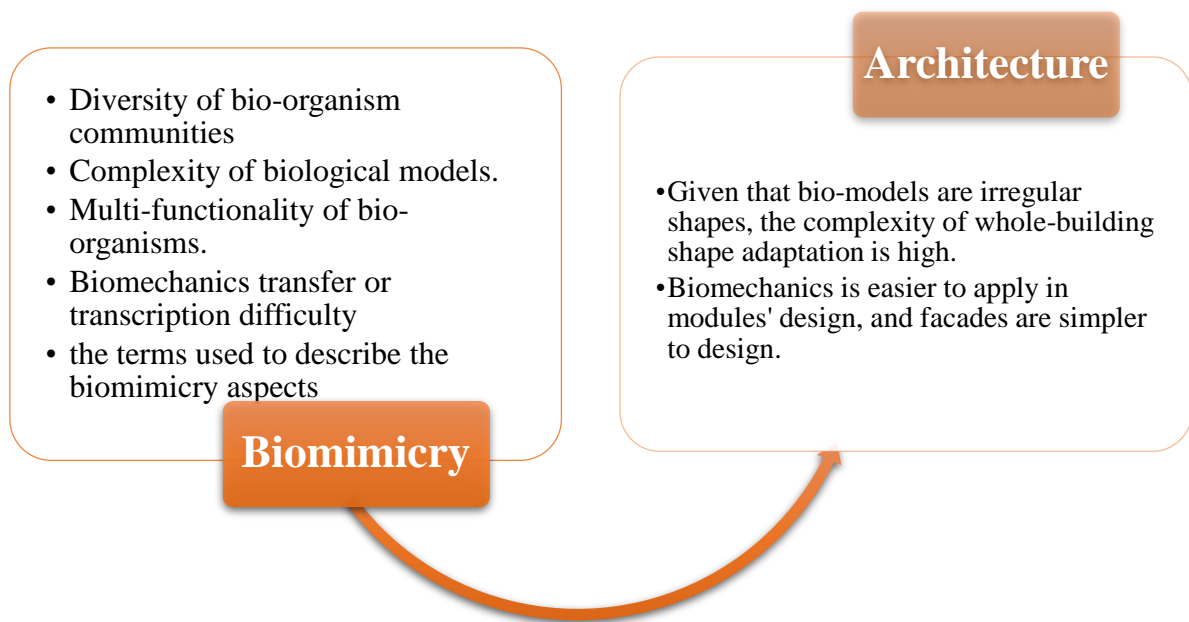 • Diversity of bio-organism
communities
• Complexity of biological models.
• Multi-functionality of bio-
organisms.
• Biomechanics transfer or
transcription difficulty
• the terms used to describe the
biomimicry aspects
Biomimicry
Architecture
•Given that bio-models are irregular
shapes, the complexity of whole-building
shape adaptation is high.
•Biomechanics is easier to apply in
modules' design, and facades are simpler
to design.